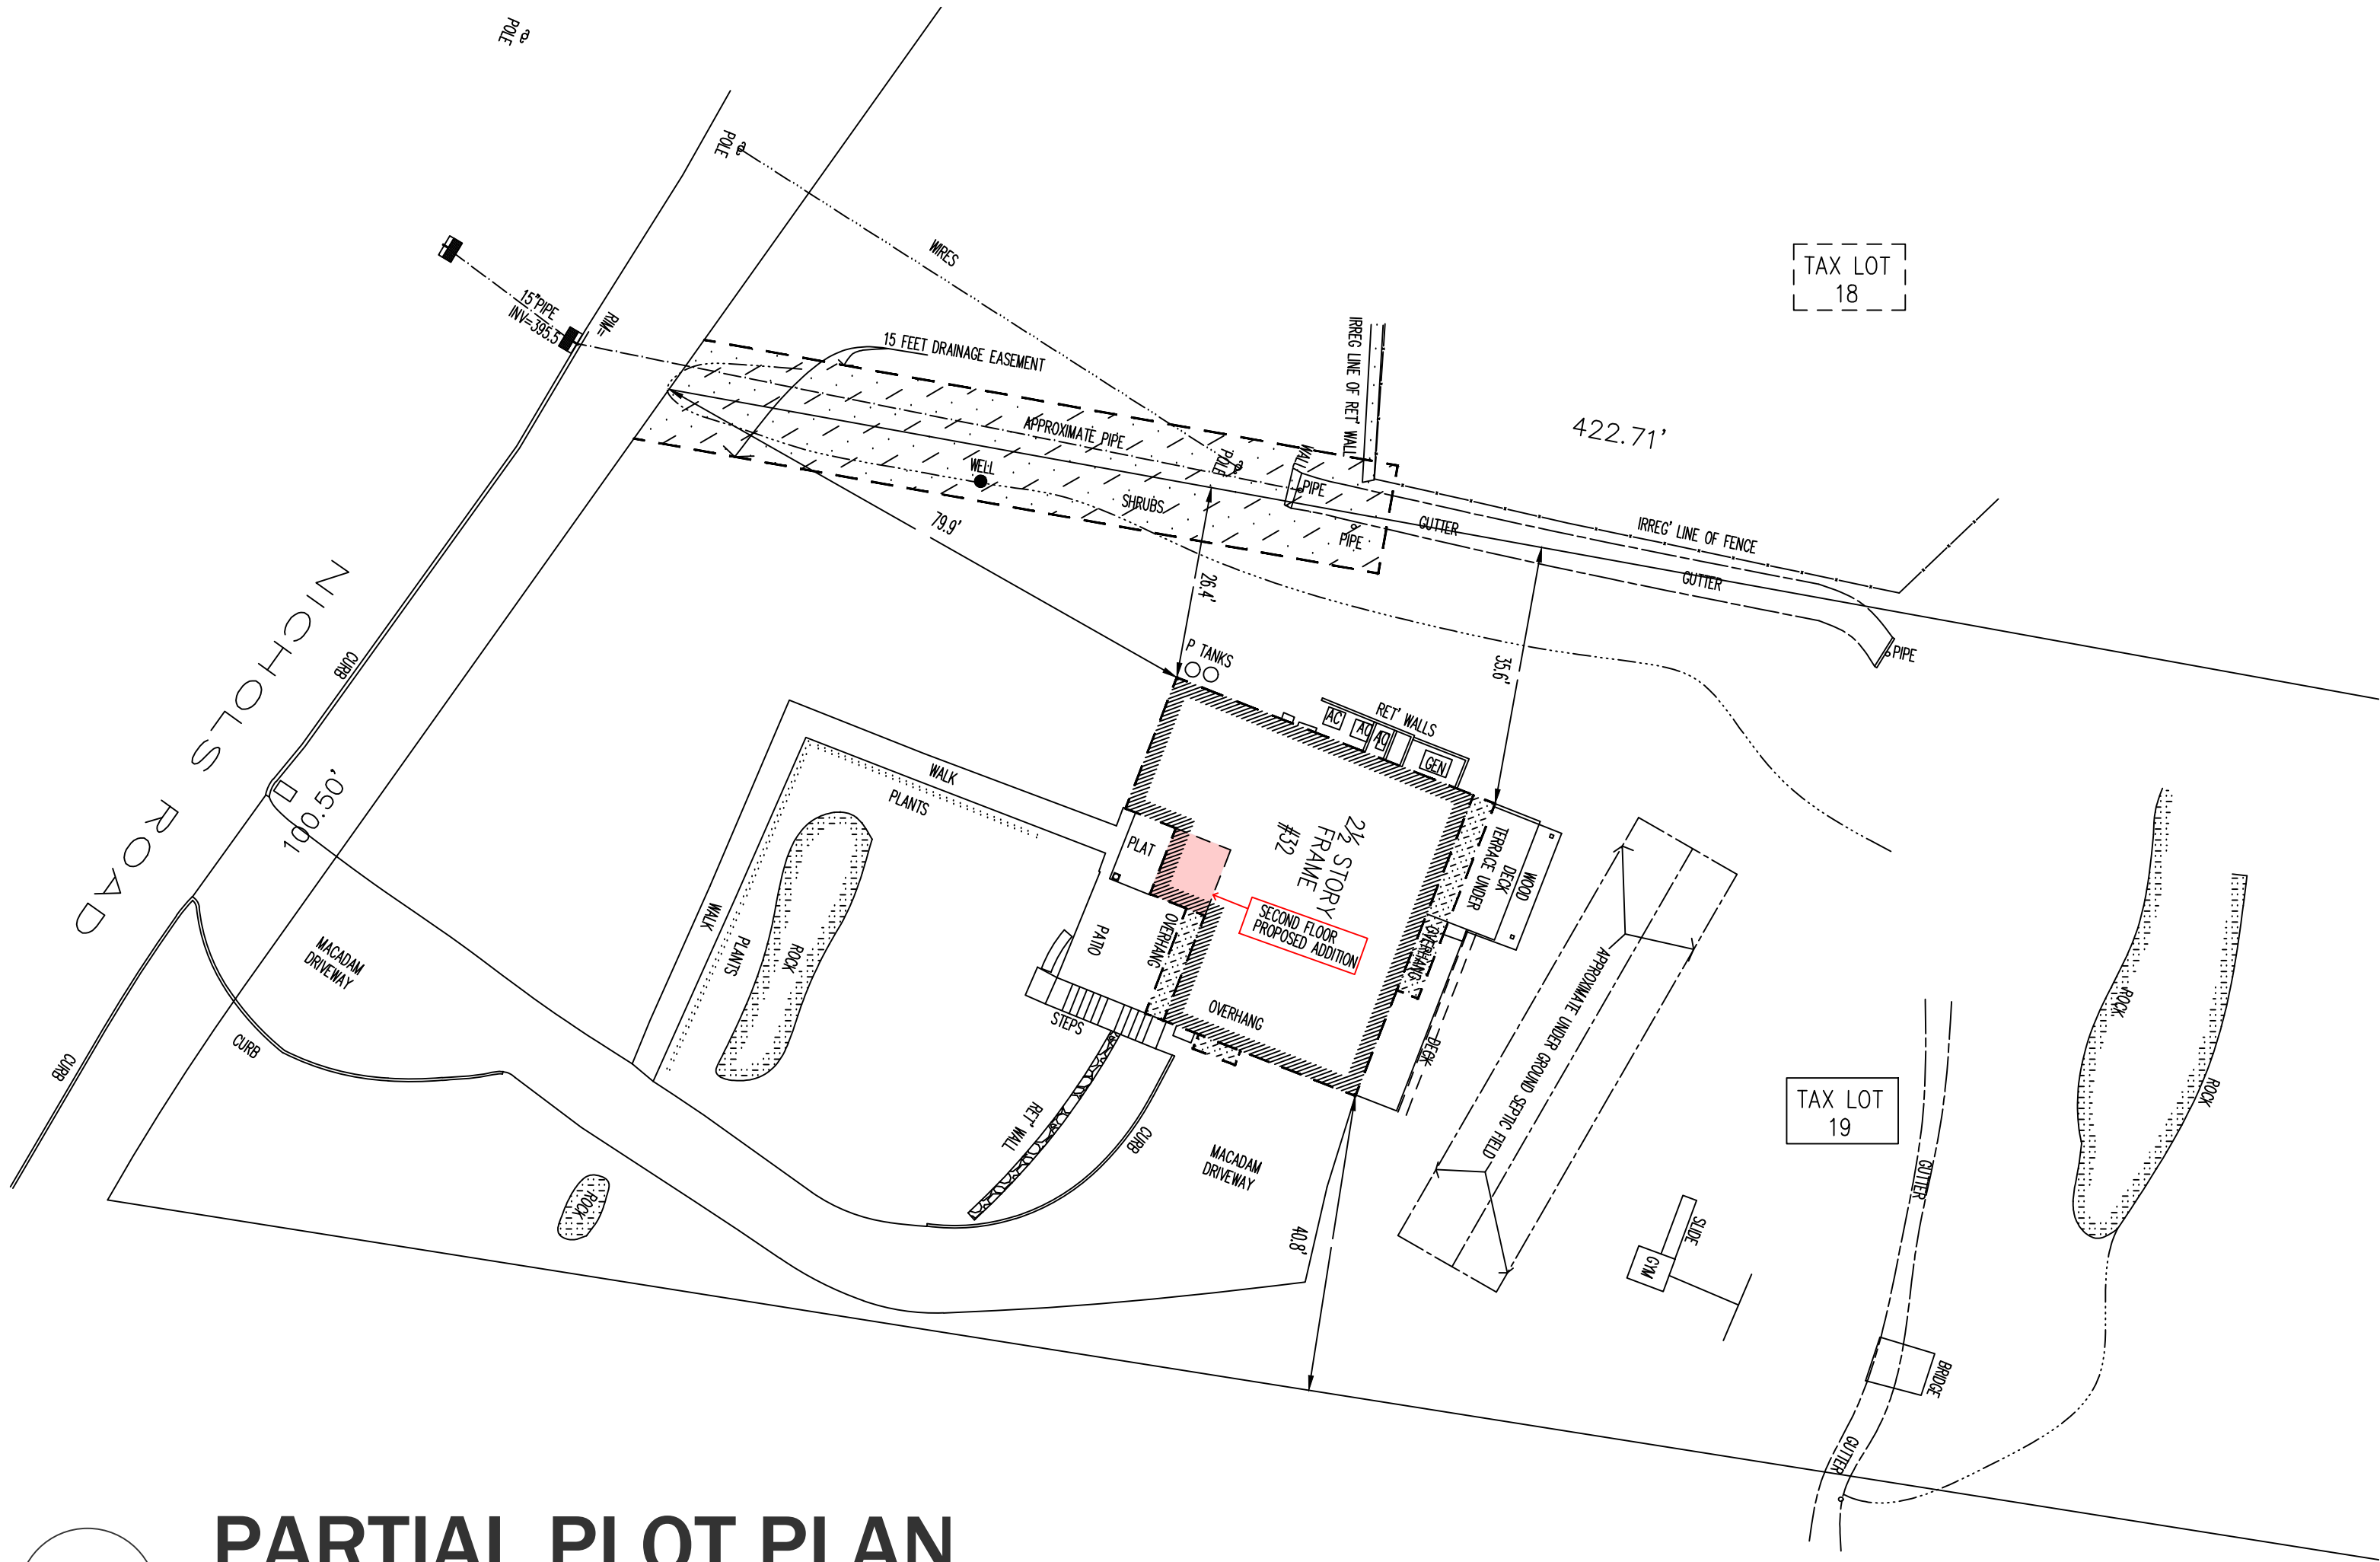 POLE
POLE
WIRES
TAX LOT
18
15"PIPE
INV=395.5
RIM=
15 FEET DRAINAGE EASEMENT
IRREG LINE OF RET' WALL
422.71'
APPROXIMATE PIPE
POLE
WALL
PIPE
WELL
SHRUBS
GUTTER
PIPE
IRREG' LINE OF FENCE
GUTTER
79.9'
26.4'
35.6'
PIPE
NICHOLS ROAD
CURB
100.50'
P TANKS
RET' WALLS
AC
AC
AC
GEN
WALK
PLANTS
PLAT
2½ STORY
FRAME
#32
WOOD
DECK
TERRACE UNDER
SECOND FLOOR
PROPOSED ADDITION
WALK
PLANTS
ROCK
PATIO
OVERHANG
OVERHANG
OVERHANG
DECK
STEPS
RET' WALL
CURB
MACADAM
DRIVEWAY
CURB
CURB
MACADAM
DRIVEWAY
ROCK
40.8'
APPROXIMATE UNDER GROUND SEPTIC FIELD
TAX LOT
19
ROCK
ROCK
GUTTER
SLIDE
GYM
BRIDGE
GUTTER
PARTIAL PLOT PLAN